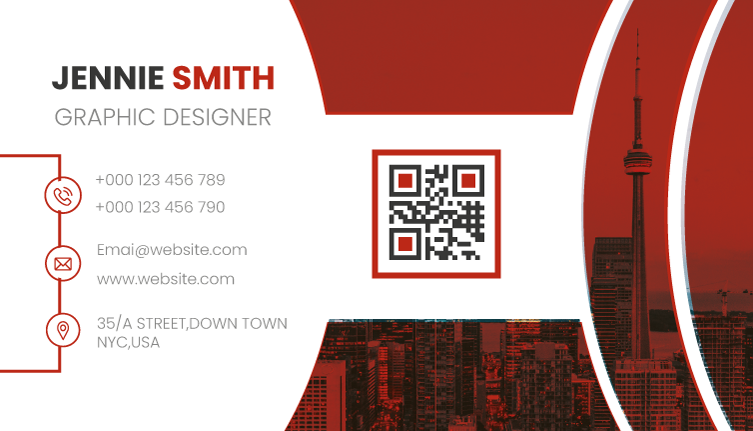 JENNIE SMITH
GRAPHIC DESIGNER
+000 123 456 789
+000 123 456 790
Emai@website.com
www.website.com
35/A STREET,DOWN TOWN
NYC,USA